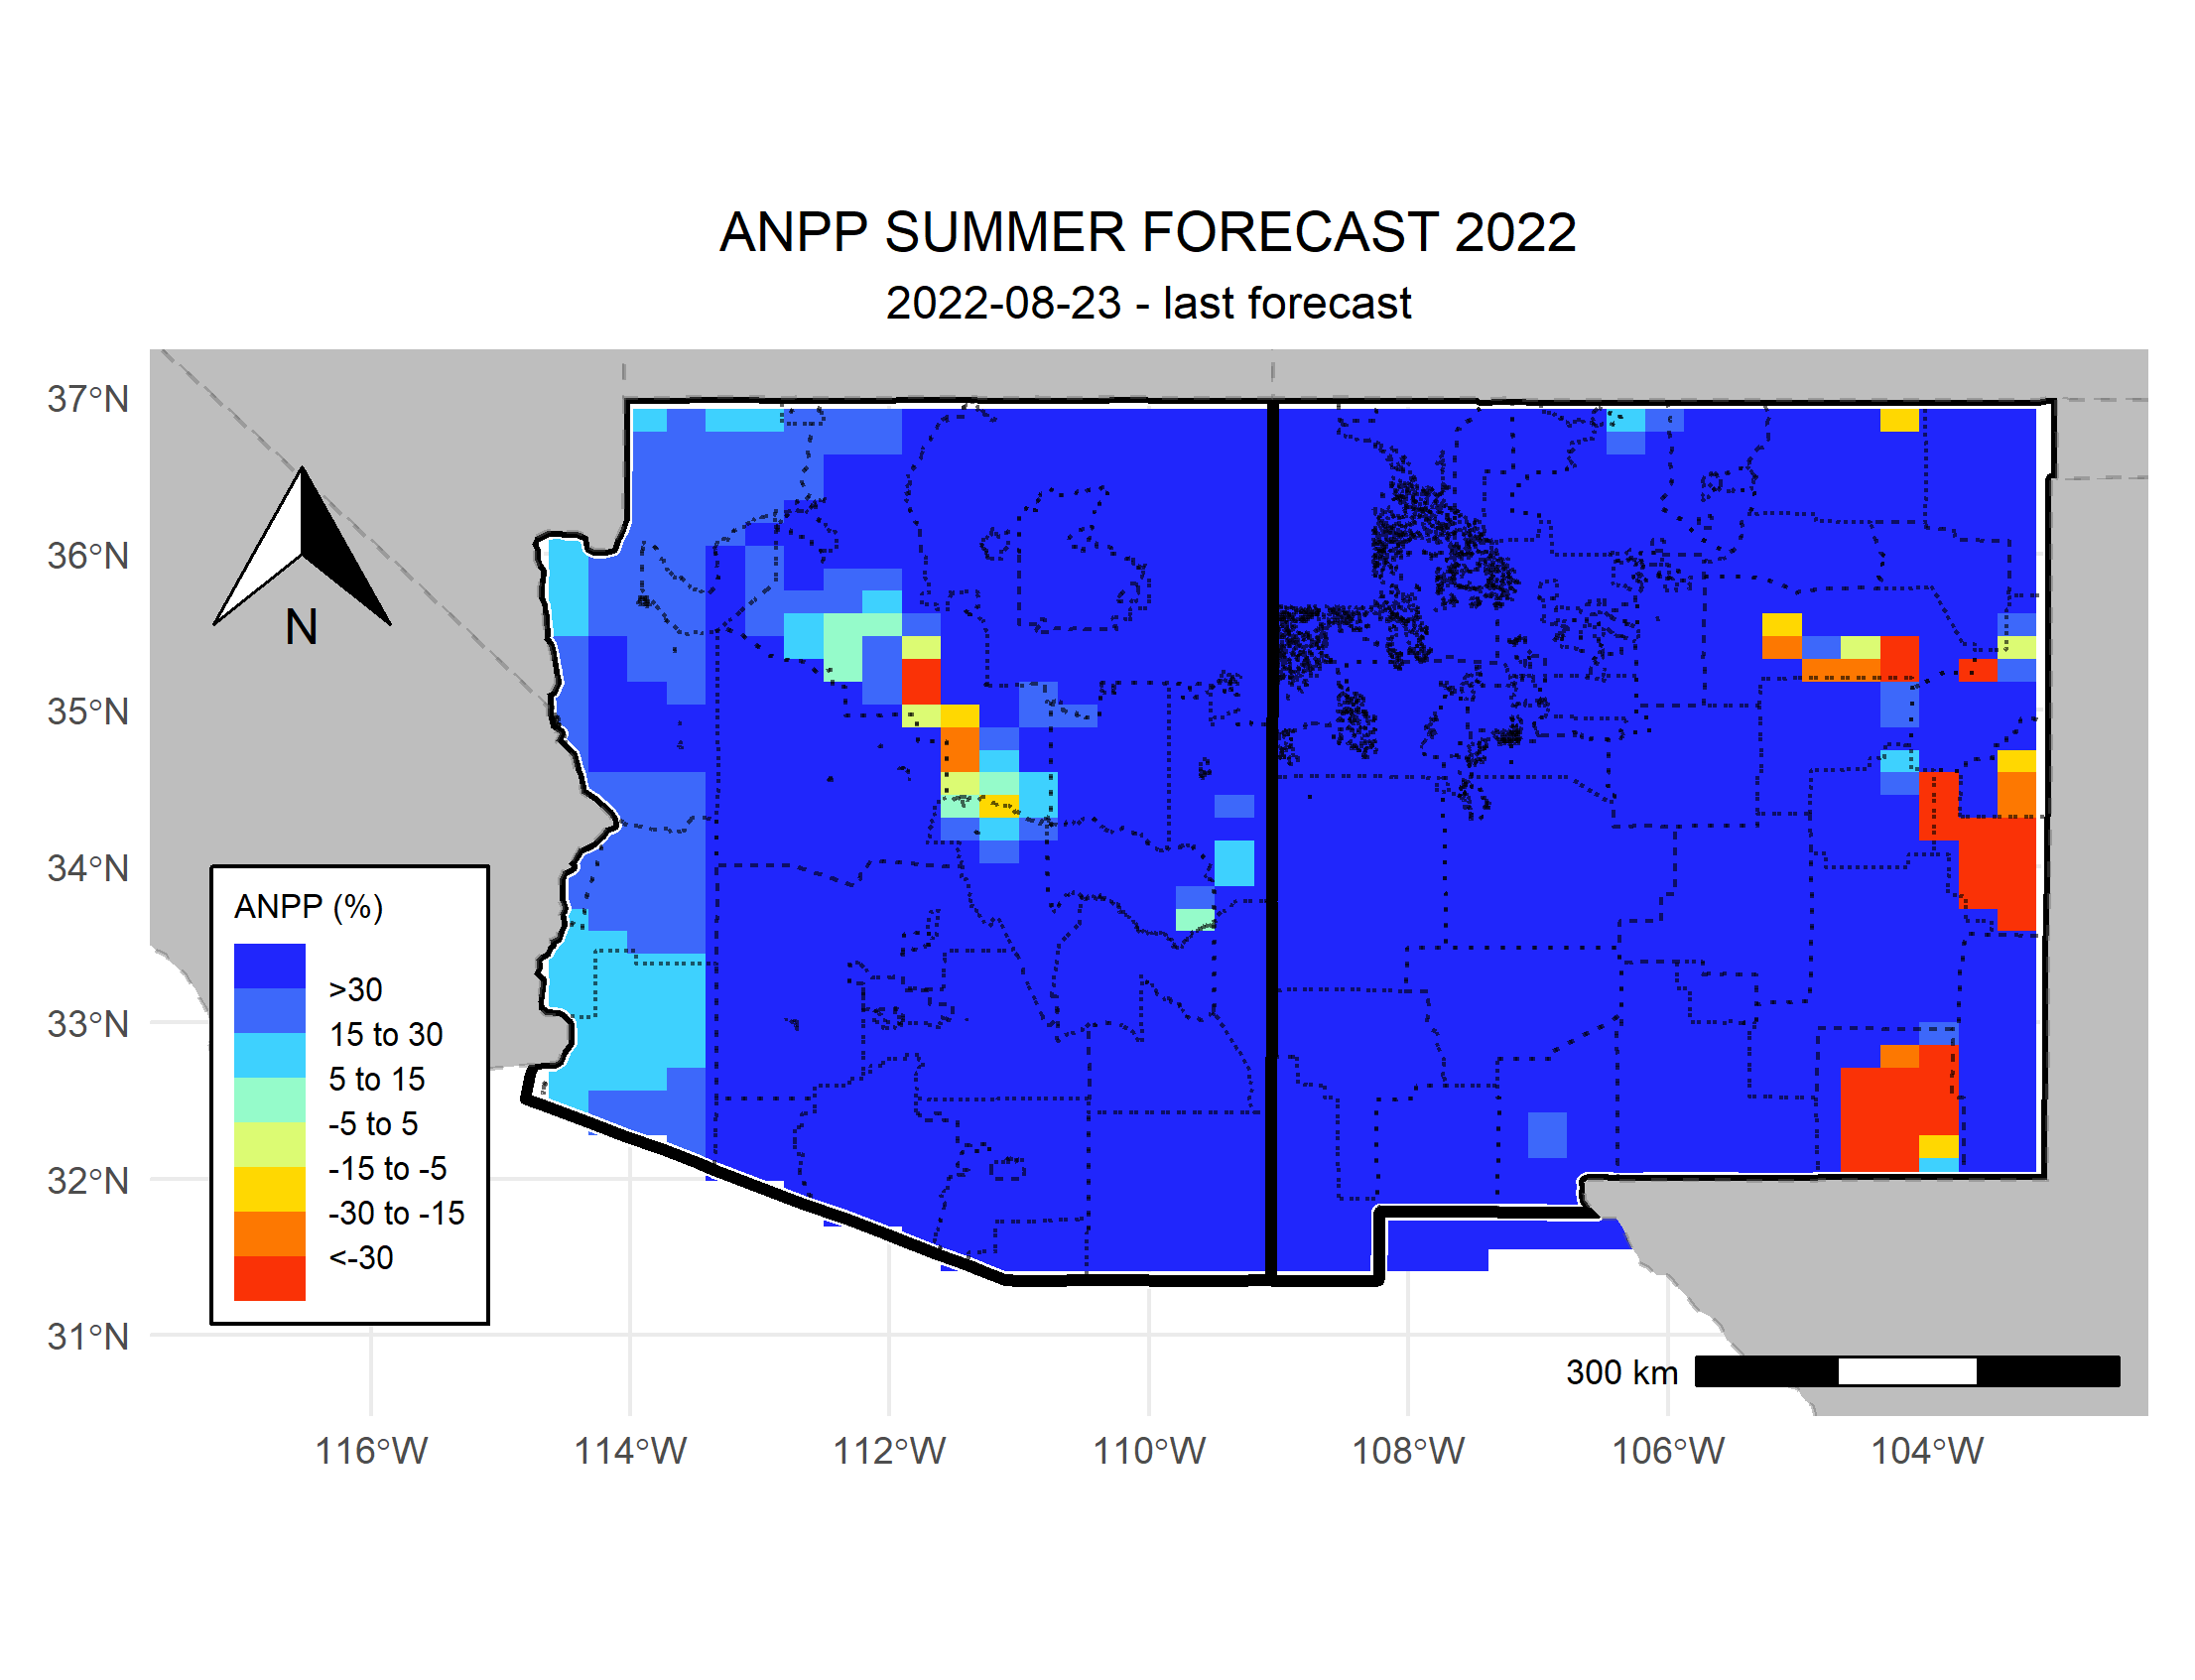 ANPP SUMMER FORECAST 2022
2022-08-23 - last forecast
37°N
36°N
35°N
34°N
33°N
32°N
31°N
N
ANPP (%)
>30
15 to 30
5 to 15
-5 to 5
-15 to -5
-30 to -15
<-30
300 km
116°W
114°W
112°W
110°W
108°W
106°W
104°W